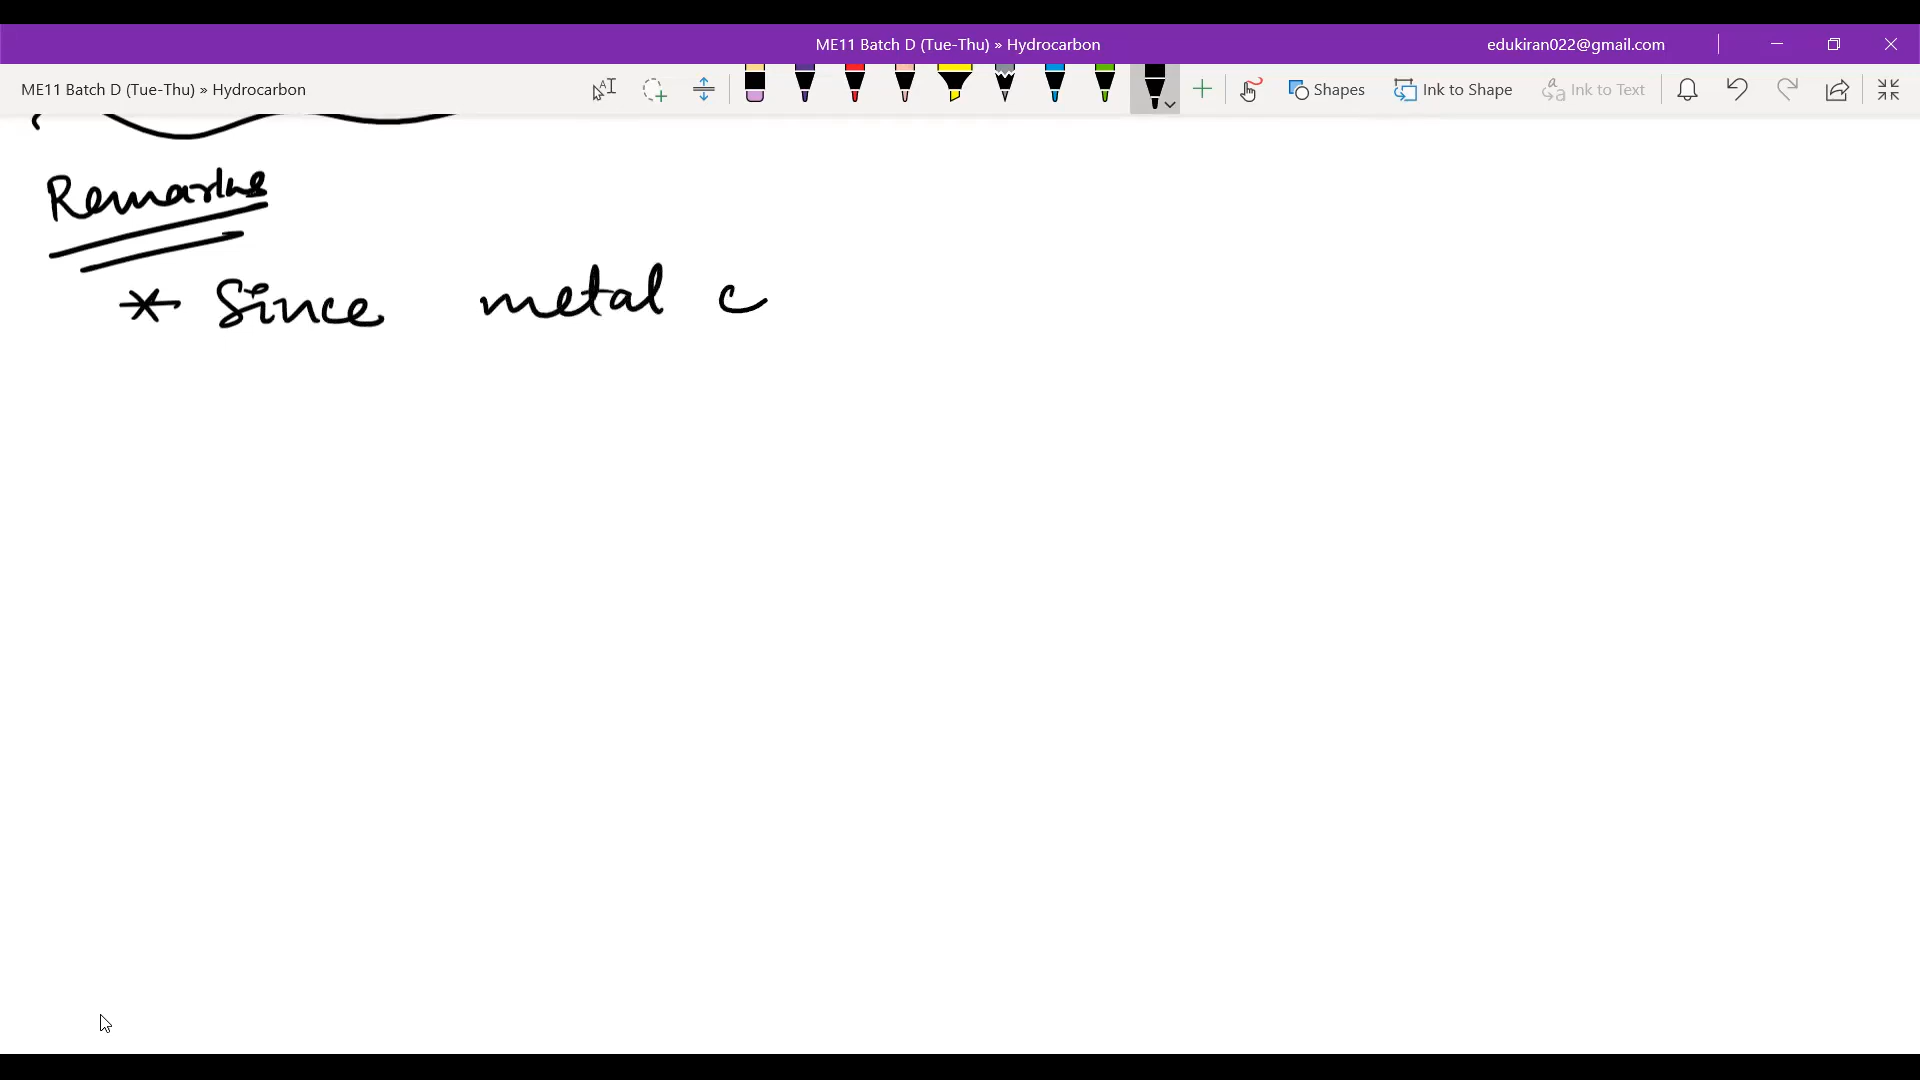 ME11 Batch D (Tue-Thu) » Hydrocarbon
edukiran022@gmail.com
ME11 Batch D (Tue-Thu) » Hydrocarbon
Shapes
Ink to Shape
Ink to Text
Remarks
* Since metal c